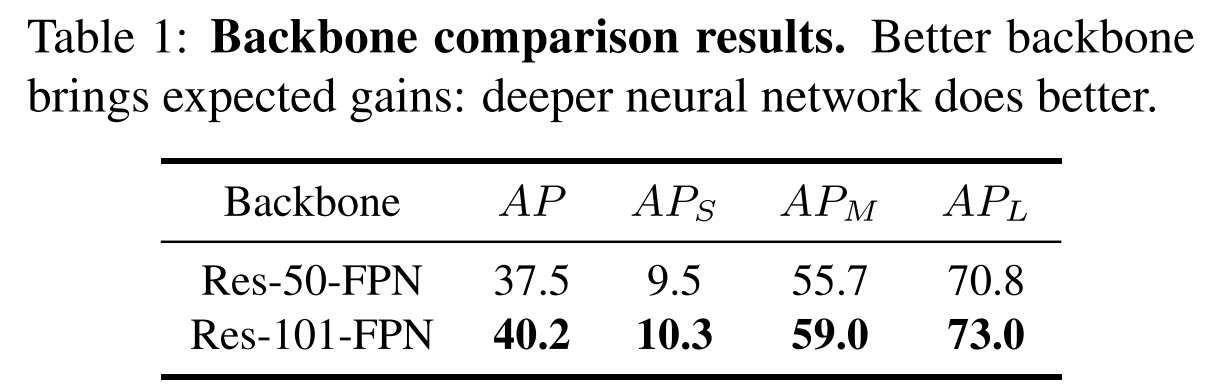 Table 1: Backbone comparison results. Better backbone
brings expected gains: deeper neural network does better.
Backbone AP AP_S AP_M AP_L
Res-50-FPN 37.5 9.5 55.7 70.8
Res-101-FPN 40.2 10.3 59.0 73.0